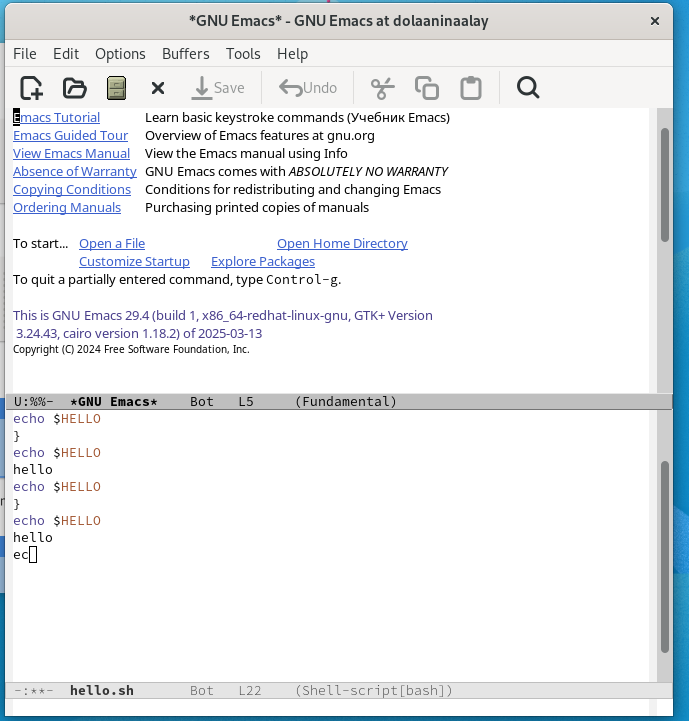 *GNU Emacs* - GNU Emacs at dolaaninaalay
File Edit Options Buffers Tools Help
Save Undo
Emacs Tutorial Learn basic keystroke commands (Учебник Emacs)
Emacs Guided Tour Overview of Emacs features at gnu.org
View Emacs Manual View the Emacs manual using Info
Absence of Warranty GNU Emacs comes with ABSOLUTELY NO WARRANTY
Copying Conditions Conditions for redistributing and changing Emacs
Ordering Manuals Purchasing printed copies of manuals
To start... Open a File Open Home Directory
Customize Startup Explore Packages
To quit a partially entered command, type Control-g.
This is GNU Emacs 29.4 (build 1, x86_64-redhat-linux-gnu, GTK+ Version
3.24.43, cairo version 1.18.2) of 2025-03-13
Copyright (C) 2024 Free Software Foundation, Inc.
U:%%- *GNU Emacs* Bot L5 (Fundamental)
echo $HELLO
}
echo $HELLO
hello
echo $HELLO
}
echo $HELLO
hello
ec
-:**- hello.sh Bot L22 (Shell-script[bash])